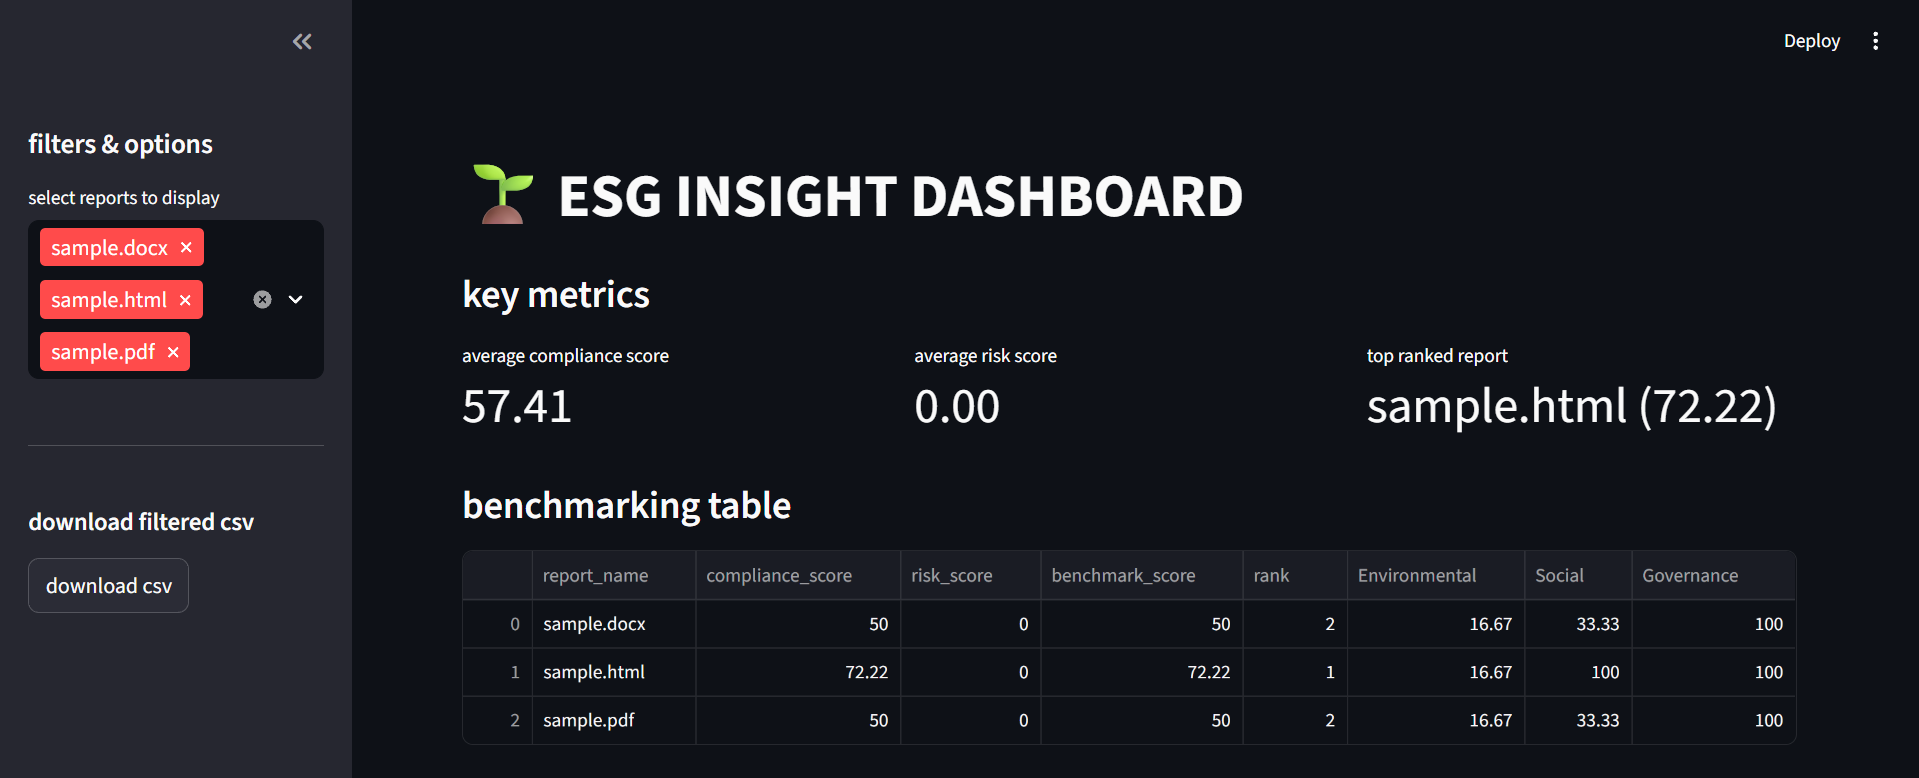 Deploy
filters & options
select reports to display
sample.docx
sample.html
sample.pdf
download filtered csv
download csv
ESG INSIGHT DASHBOARD
key metrics
average compliance score average risk score top ranked report
57.41 0.00 sample.html (72.22)
benchmarking table
report_name compliance_score risk_score benchmark_score rank Environmental Social Governance
0 sample.docx 50 0 50 2 16.67 33.33 100
1 sample.html 72.22 0 72.22 1 16.67 100 100
2 sample.pdf 50 0 50 2 16.67 33.33 100